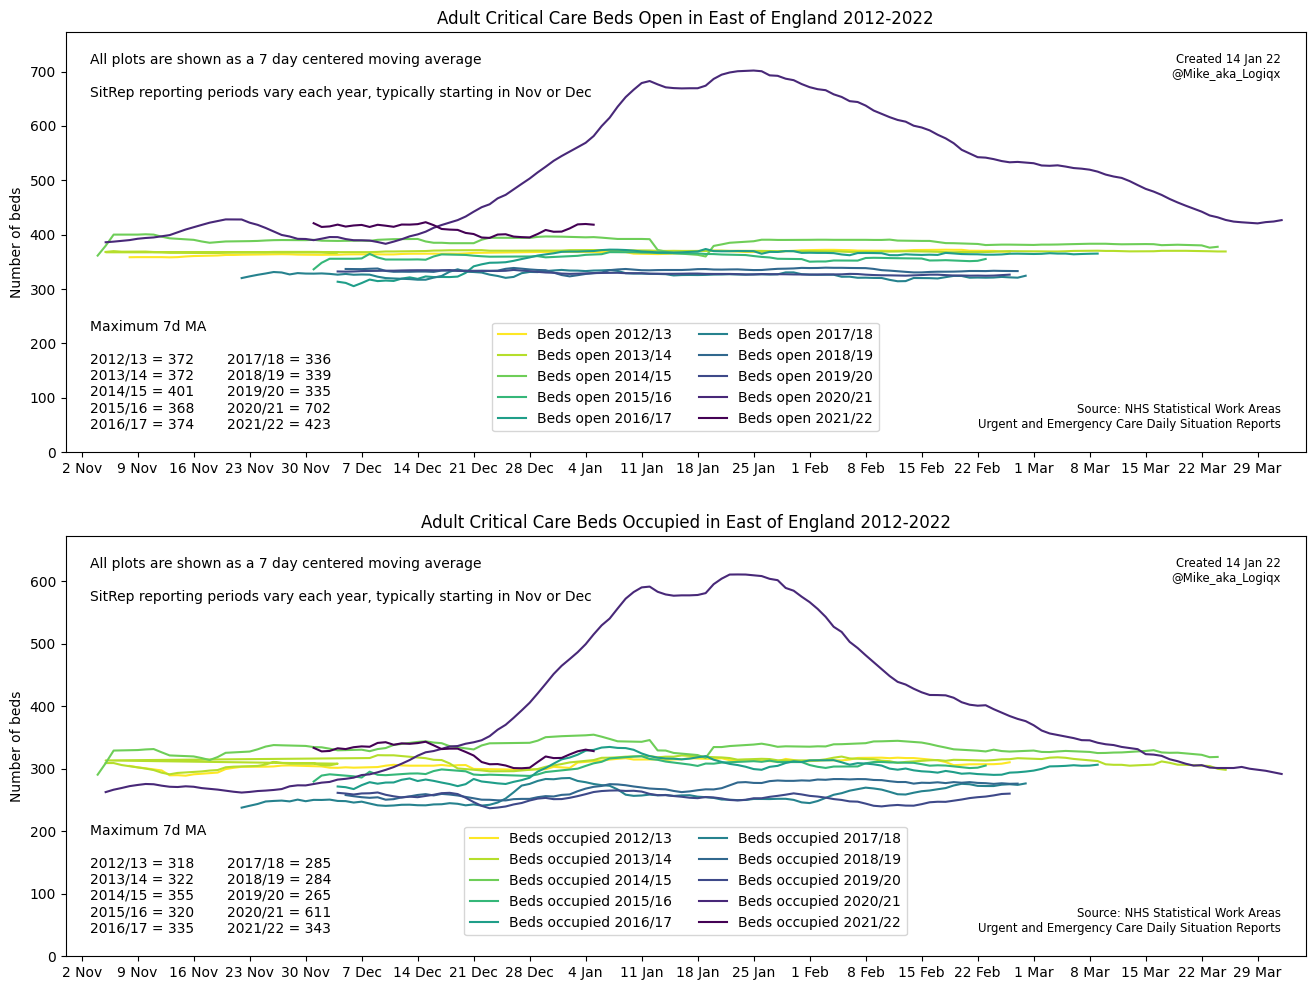 Adult Critical Care Beds Open in East of England 2012-2022
All plots are shown as a 7 day centered moving average
SitRep reporting periods vary each year, typically starting in Nov or Dec
Created 14 Jan 22
@Mike_aka_Logiqx
Number of beds
700
600
500
400
300
200
100
0
Maximum 7d MA
2012/13 = 372 2017/18 = 336
2013/14 = 372 2018/19 = 339
2014/15 = 401 2019/20 = 335
2015/16 = 368 2020/21 = 702
2016/17 = 374 2021/22 = 423
Beds open 2012/13
Beds open 2013/14
Beds open 2014/15
Beds open 2015/16
Beds open 2016/17
Beds open 2017/18
Beds open 2018/19
Beds open 2019/20
Beds open 2020/21
Beds open 2021/22
Source: NHS Statistical Work Areas
Urgent and Emergency Care Daily Situation Reports
2 Nov 9 Nov 16 Nov 23 Nov 30 Nov 7 Dec 14 Dec 21 Dec 28 Dec 4 Jan 11 Jan 18 Jan 25 Jan 1 Feb 8 Feb 15 Feb 22 Feb 1 Mar 8 Mar 15 Mar 22 Mar 29 Mar
Adult Critical Care Beds Occupied in East of England 2012-2022
All plots are shown as a 7 day centered moving average
SitRep reporting periods vary each year, typically starting in Nov or Dec
Created 14 Jan 22
@Mike_aka_Logiqx
Number of beds
600
500
400
300
200
100
0
Maximum 7d MA
2012/13 = 318 2017/18 = 285
2013/14 = 322 2018/19 = 284
2014/15 = 355 2019/20 = 265
2015/16 = 320 2020/21 = 611
2016/17 = 335 2021/22 = 343
Beds occupied 2012/13
Beds occupied 2013/14
Beds occupied 2014/15
Beds occupied 2015/16
Beds occupied 2016/17
Beds occupied 2017/18
Beds occupied 2018/19
Beds occupied 2019/20
Beds occupied 2020/21
Beds occupied 2021/22
Source: NHS Statistical Work Areas
Urgent and Emergency Care Daily Situation Reports
2 Nov 9 Nov 16 Nov 23 Nov 30 Nov 7 Dec 14 Dec 21 Dec 28 Dec 4 Jan 11 Jan 18 Jan 25 Jan 1 Feb 8 Feb 15 Feb 22 Feb 1 Mar 8 Mar 15 Mar 22 Mar 29 Mar